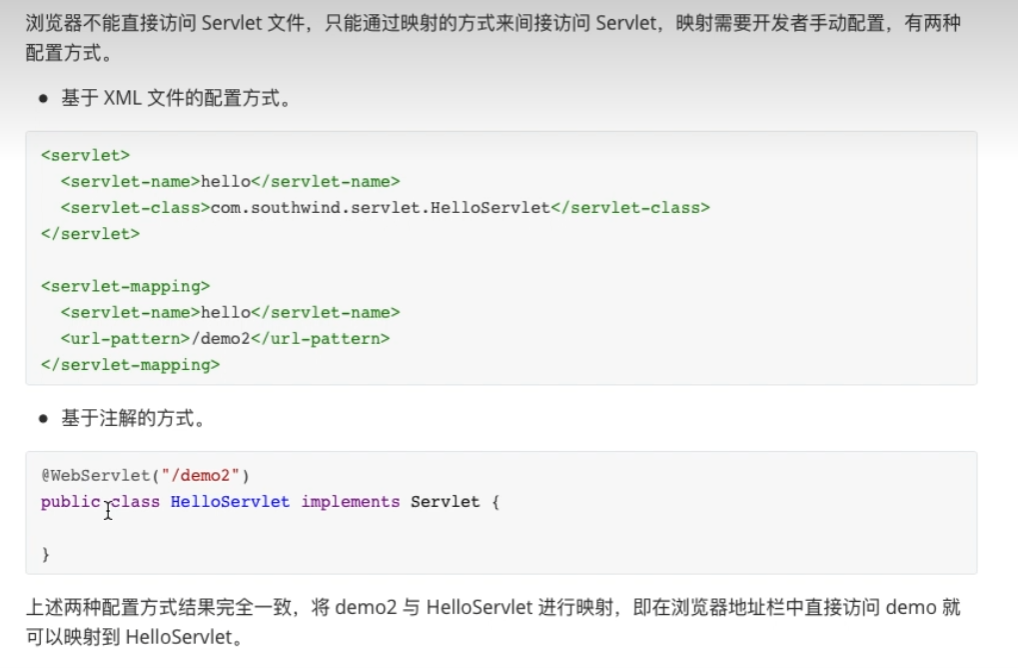 浏览器不能直接访问 Servlet 文件，只能通过映射的方式来间接访问 Servlet，映射需要开发者手动配置，有两种
配置方式。
● 基于 XML 文件的配置方式。
<servlet>
  <servlet-name>hello</servlet-name>
  <servlet-class>com.southwind.servlet.HelloServlet</servlet-class>
</servlet>
<servlet-mapping>
  <servlet-name>hello</servlet-name>
  <url-pattern>/demo2</url-pattern>
</servlet-mapping>
● 基于注解的方式。
@WebServlet("/demo2")
public class HelloServlet implements Servlet {
}
上述两种配置方式结果完全一致，将 demo2 与 HelloServlet 进行映射，即在浏览器地址栏中直接访问 demo 就
可以映射到 HelloServlet。